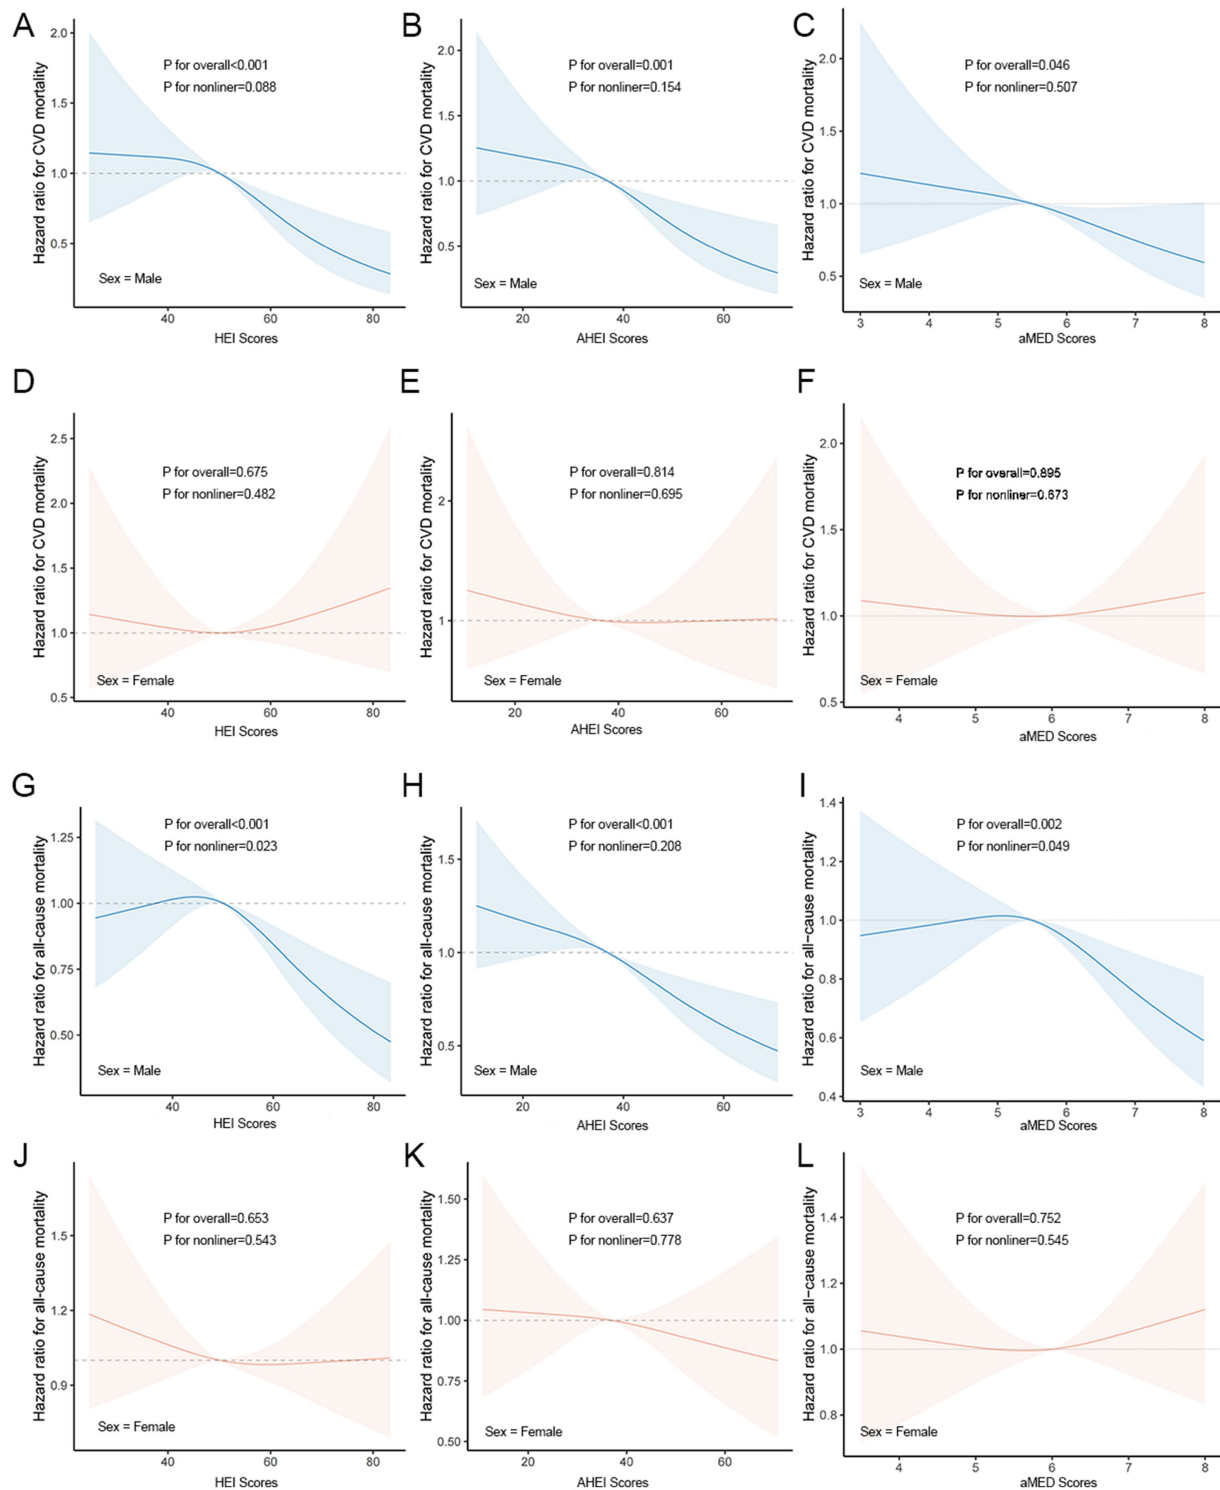 A
Hazard ratio for CVD mortality
2.0
1.5
1.0
0.5
P for overall<0.001
P for nonliner=0.088
Sex = Male
40
60
80
HEI Scores
B
Hazard ratio for CVD mortality
2.0
1.5
1.0
0.5
P for overall=0.001
P for nonliner=0.154
Sex = Male
20
40
60
AHEI Scores
C
Hazard ratio for CVD mortality
2.0
1.5
1.0
0.5
P for overall=0.046
P for nonliner=0.507
Sex = Male
3
4
5
6
7
8
aMED Scores
D
Hazard ratio for CVD mortality
2.5
2.0
1.5
1.0
0.5
P for overall=0.675
P for nonliner=0.482
Sex = Female
40
60
80
HEI Scores
E
Hazard ratio for CVD mortality
2
1
P for overall=0.814
P for nonliner=0.695
Sex = Female
20
40
60
AHEI Scores
F
Hazard ratio for CVD mortality
2.0
1.5
1.0
0.5
P for overall=0.895
P for nonliner=0.673
Sex = Female
4
5
6
7
8
aMED Scores
G
Hazard ratio for all-cause mortality
1.25
1.00
0.75
0.50
P for overall<0.001
P for nonliner=0.023
Sex = Male
40
60
80
HEI Scores
H
Hazard ratio for all-cause mortality
1.5
1.0
0.5
P for overall<0.001
P for nonliner=0.208
Sex = Male
20
40
60
AHEI Scores
I
Hazard ratio for all−cause mortality
1.4
1.2
1.0
0.8
0.6
0.4
P for overall=0.002
P for nonliner=0.049
Sex = Male
3
4
5
6
7
8
aMED Scores
J
Hazard ratio for all-cause mortality
1.5
1.2
0.9
P for overall=0.653
P for nonliner=0.543
Sex = Female
40
60
80
HEI Scores
K
Hazard ratio for all-cause mortality
1.50
1.25
1.00
0.75
0.50
P for overall=0.637
P for nonliner=0.778
Sex = Female
20
40
60
AHEI Scores
L
Hazard ratio for all−cause mortality
1.4
1.2
1.0
0.8
P for overall=0.752
P for nonliner=0.545
Sex = Female
4
5
6
7
8
aMED Scores